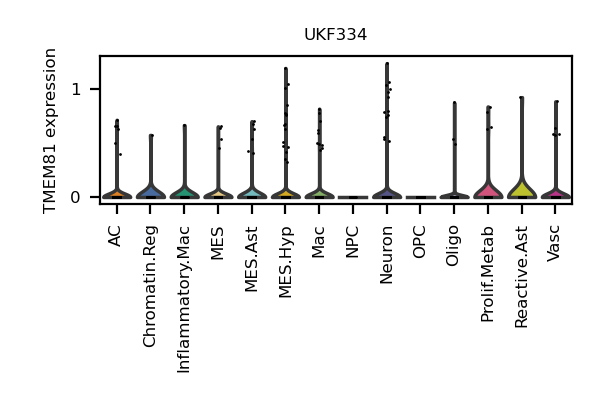 UKF334
TMEM81 expression
1
0
AC
Chromatin.Reg
Inflammatory.Mac
MES
MES.Ast
MES.Hyp
Mac
NPC
Neuron
OPC
Oligo
Prolif.Metab
Reactive.Ast
Vasc